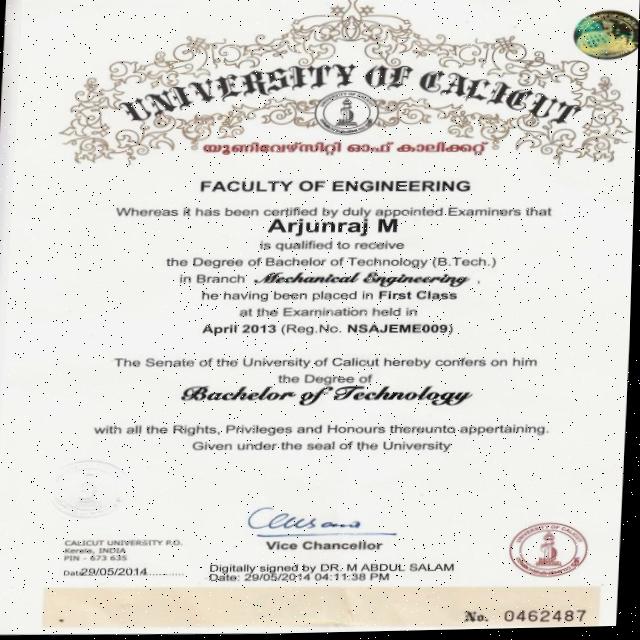 UNIVERSITY OF CALICUT
യൂണിവേഴ്സിറ്റി ഓഫ് കാലിക്കറ്റ്
FACULTY OF ENGINEERING
Whereas it has been certified by duly appointed Examiners that
Arjunraj M
is qualified to receive
the Degree of Bachelor of Technology (B.Tech.)
in Branch Mechanical Engineering ,
he having been placed in First Class
at the Examination held in
April 2013 (Reg.No. NSAJEME009)
The Senate of the University of Calicut hereby confers on him
the Degree of
Bachelor of Technology
with all the Rights, Privileges and Honours thereunto appertaining.
Given under the seal of the University
CALICUT UNIVERSITY P.O.
Kerala, INDIA
PIN - 673 635
Date29/05/2014
Vice Chancellor
Digitally signed by DR. M ABDUL SALAM
Date: 29/05/2014 04:11:38 PM
No. 0462487